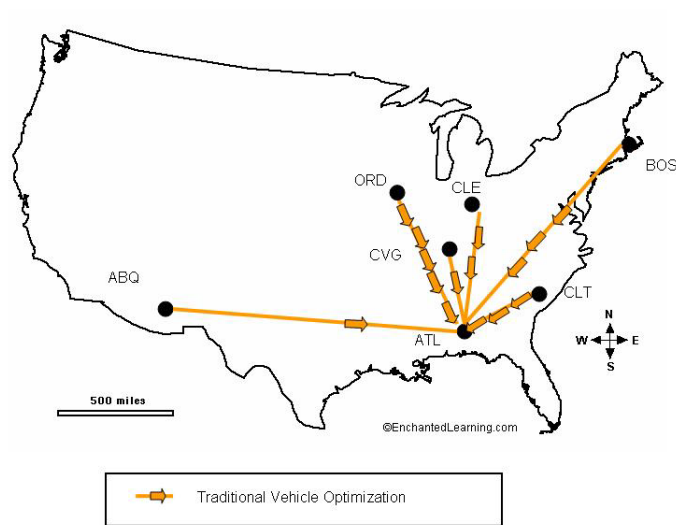 BOS
ORD
CLE
CVG
ABQ
CLT
ATL
N
W E
S
500 miles
©EnchantedLearning.com
Traditional Vehicle Optimization